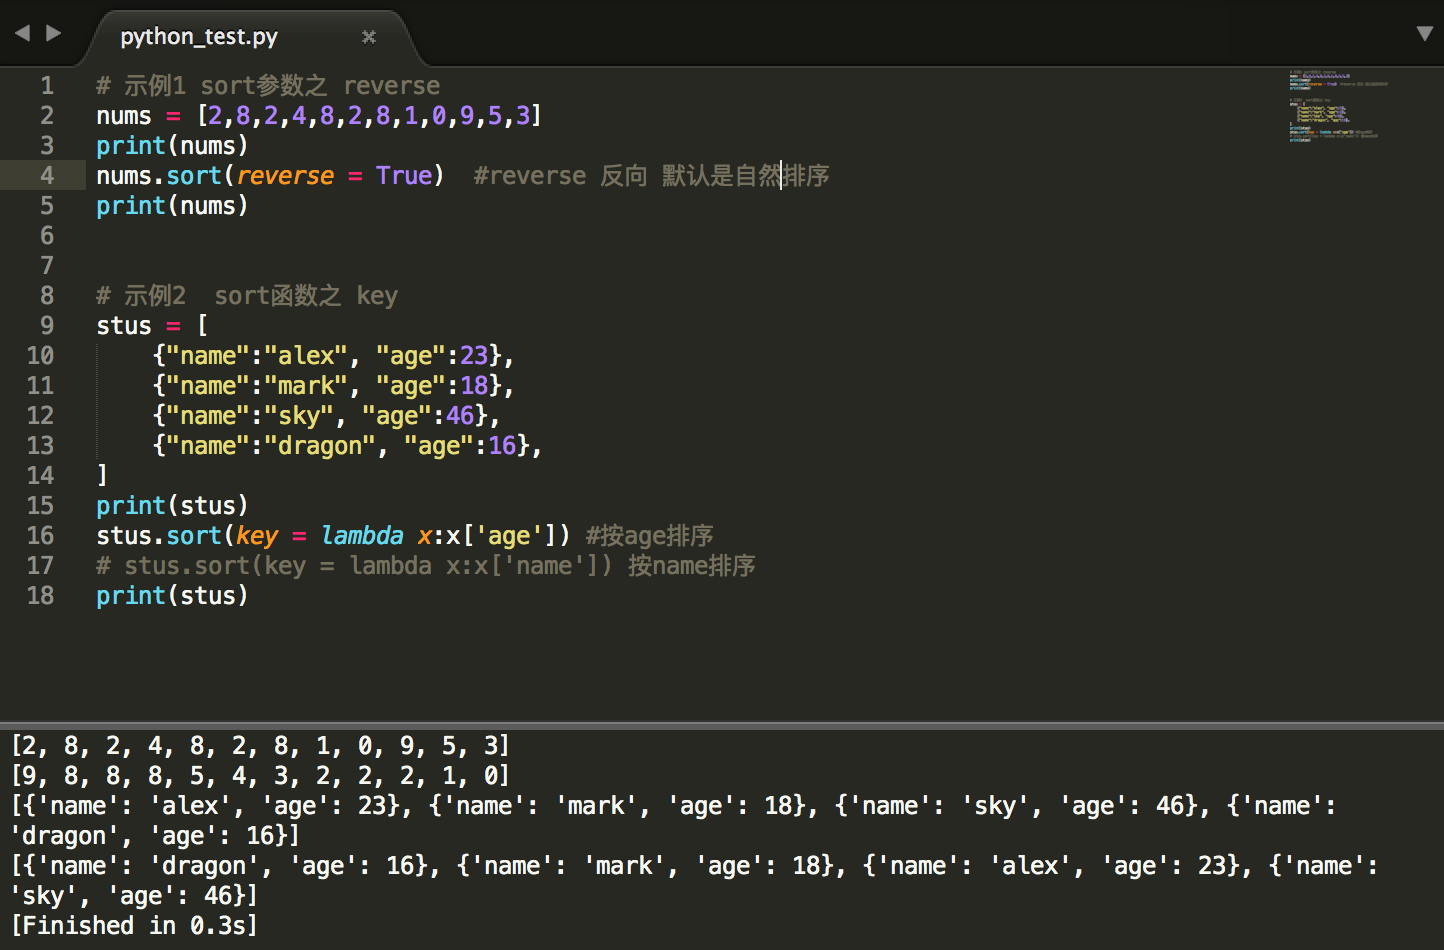 python_test.py
1 # 示例1 sort参数之 reverse
2 nums = [2,8,2,4,8,2,8,1,0,9,5,3]
3 print(nums)
4 nums.sort(reverse = True)  #reverse 反向 默认是自然排序
5 print(nums)
6
7
8 # 示例2  sort函数之 key
9 stus = [
10     {"name":"alex", "age":23},
11     {"name":"mark", "age":18},
12     {"name":"sky", "age":46},
13     {"name":"dragon", "age":16},
14 ]
15 print(stus)
16 stus.sort(key = lambda x:x['age']) #按age排序
17 # stus.sort(key = lambda x:x['name']) 按name排序
18 print(stus)
[2, 8, 2, 4, 8, 2, 8, 1, 0, 9, 5, 3]
[9, 8, 8, 8, 5, 4, 3, 2, 2, 2, 1, 0]
[{'name': 'alex', 'age': 23}, {'name': 'mark', 'age': 18}, {'name': 'sky', 'age': 46}, {'name':
'dragon', 'age': 16}]
[{'name': 'dragon', 'age': 16}, {'name': 'mark', 'age': 18}, {'name': 'alex', 'age': 23}, {'name':
'sky', 'age': 46}]
[Finished in 0.3s]